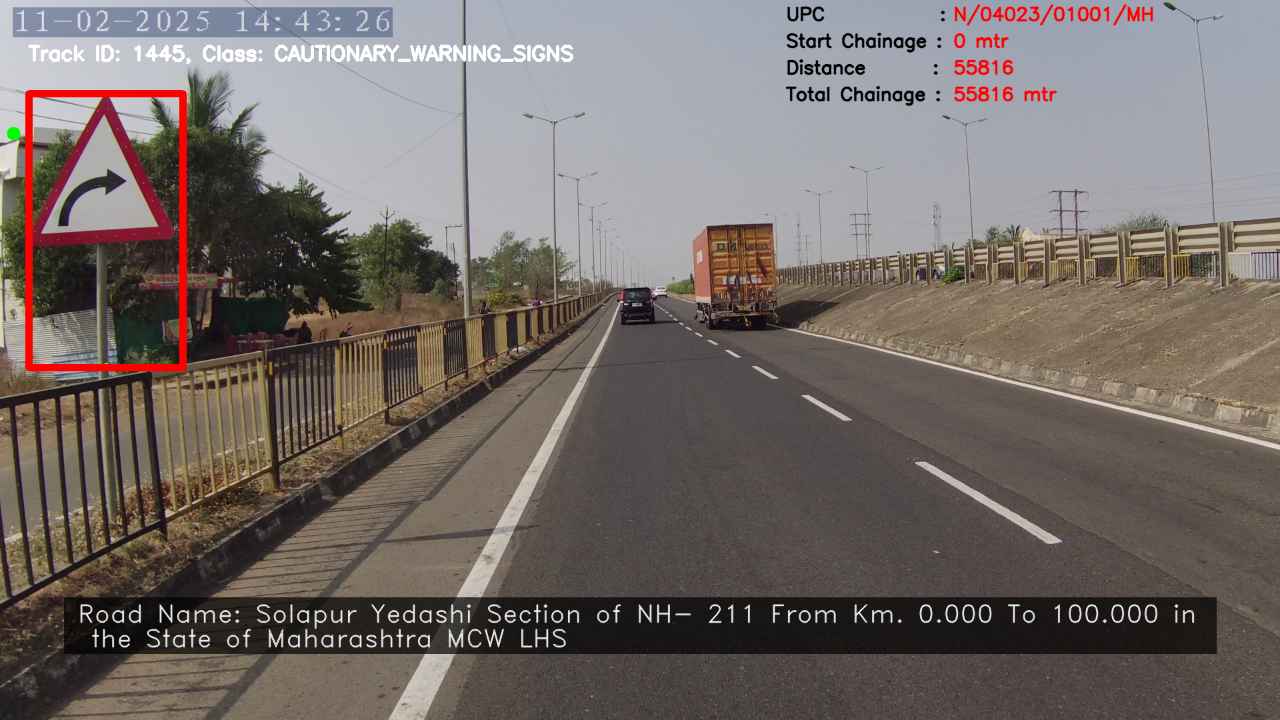 11-02-2025 14:43:26
Track ID: 1445, Class: CAUTIONARY_WARNING_SIGNS
UPC : N/04023/01001/MH
Start Chainage : 0 mtr
Distance : 55816
Total Chainage : 55816 mtr
Road Name: Solapur Yedashi Section of NH- 211 From Km. 0.000 To 100.000 in
the State of Maharashtra MCW LHS